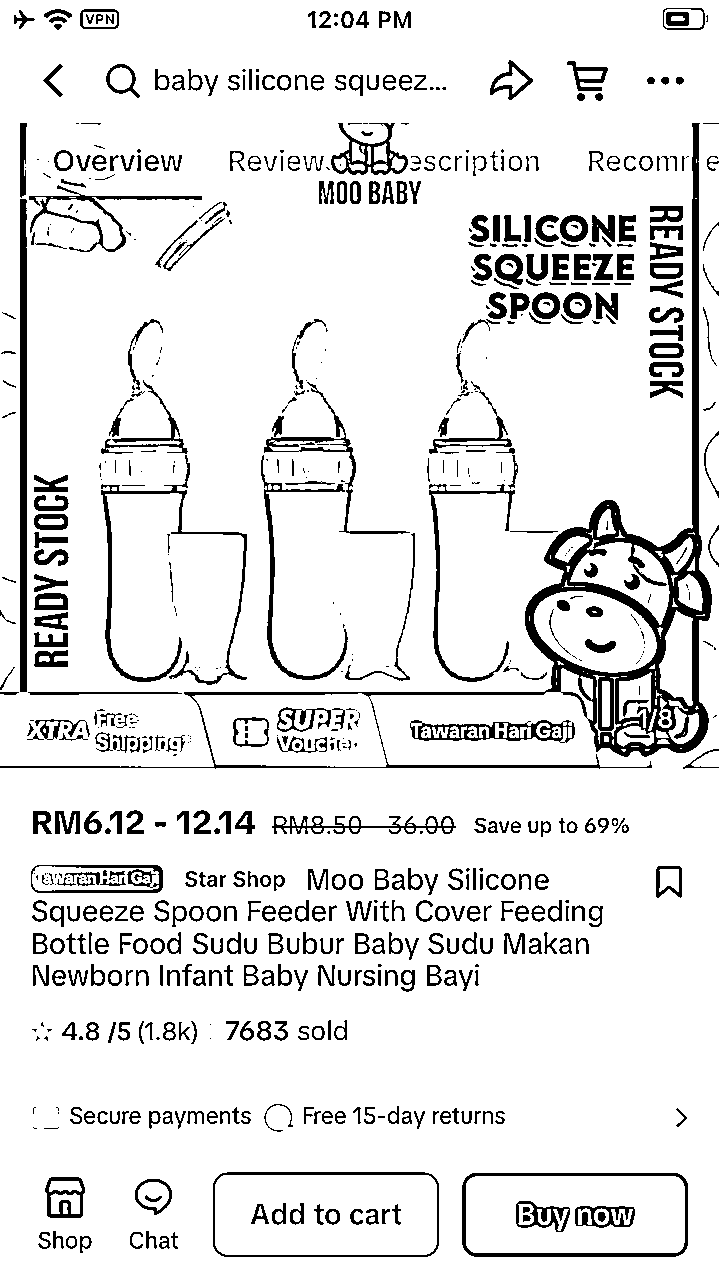 VPN
12:04 PM
baby silicone squeez...
Overview
Review
escription
Recom
MOO BABY
SILICONE
SQUEEZE
SPOON
READY STOCK
READY STOCK
XTRA Free
Shipping*
SUPER
Voucher
Tawaran Hari Gaji
1/8
RM6.12 - 12.14 RM8.50 - 36.00 Save up to 69%
Tawaran Hari Gaji Star Shop Moo Baby Silicone
Squeeze Spoon Feeder With Cover Feeding
Bottle Food Sudu Bubur Baby Sudu Makan
Newborn Infant Baby Nursing Bayi
4.8 /5 (1.8k) 7683 sold
Secure payments Free 15-day returns
Shop
Chat
Add to cart
Buy now